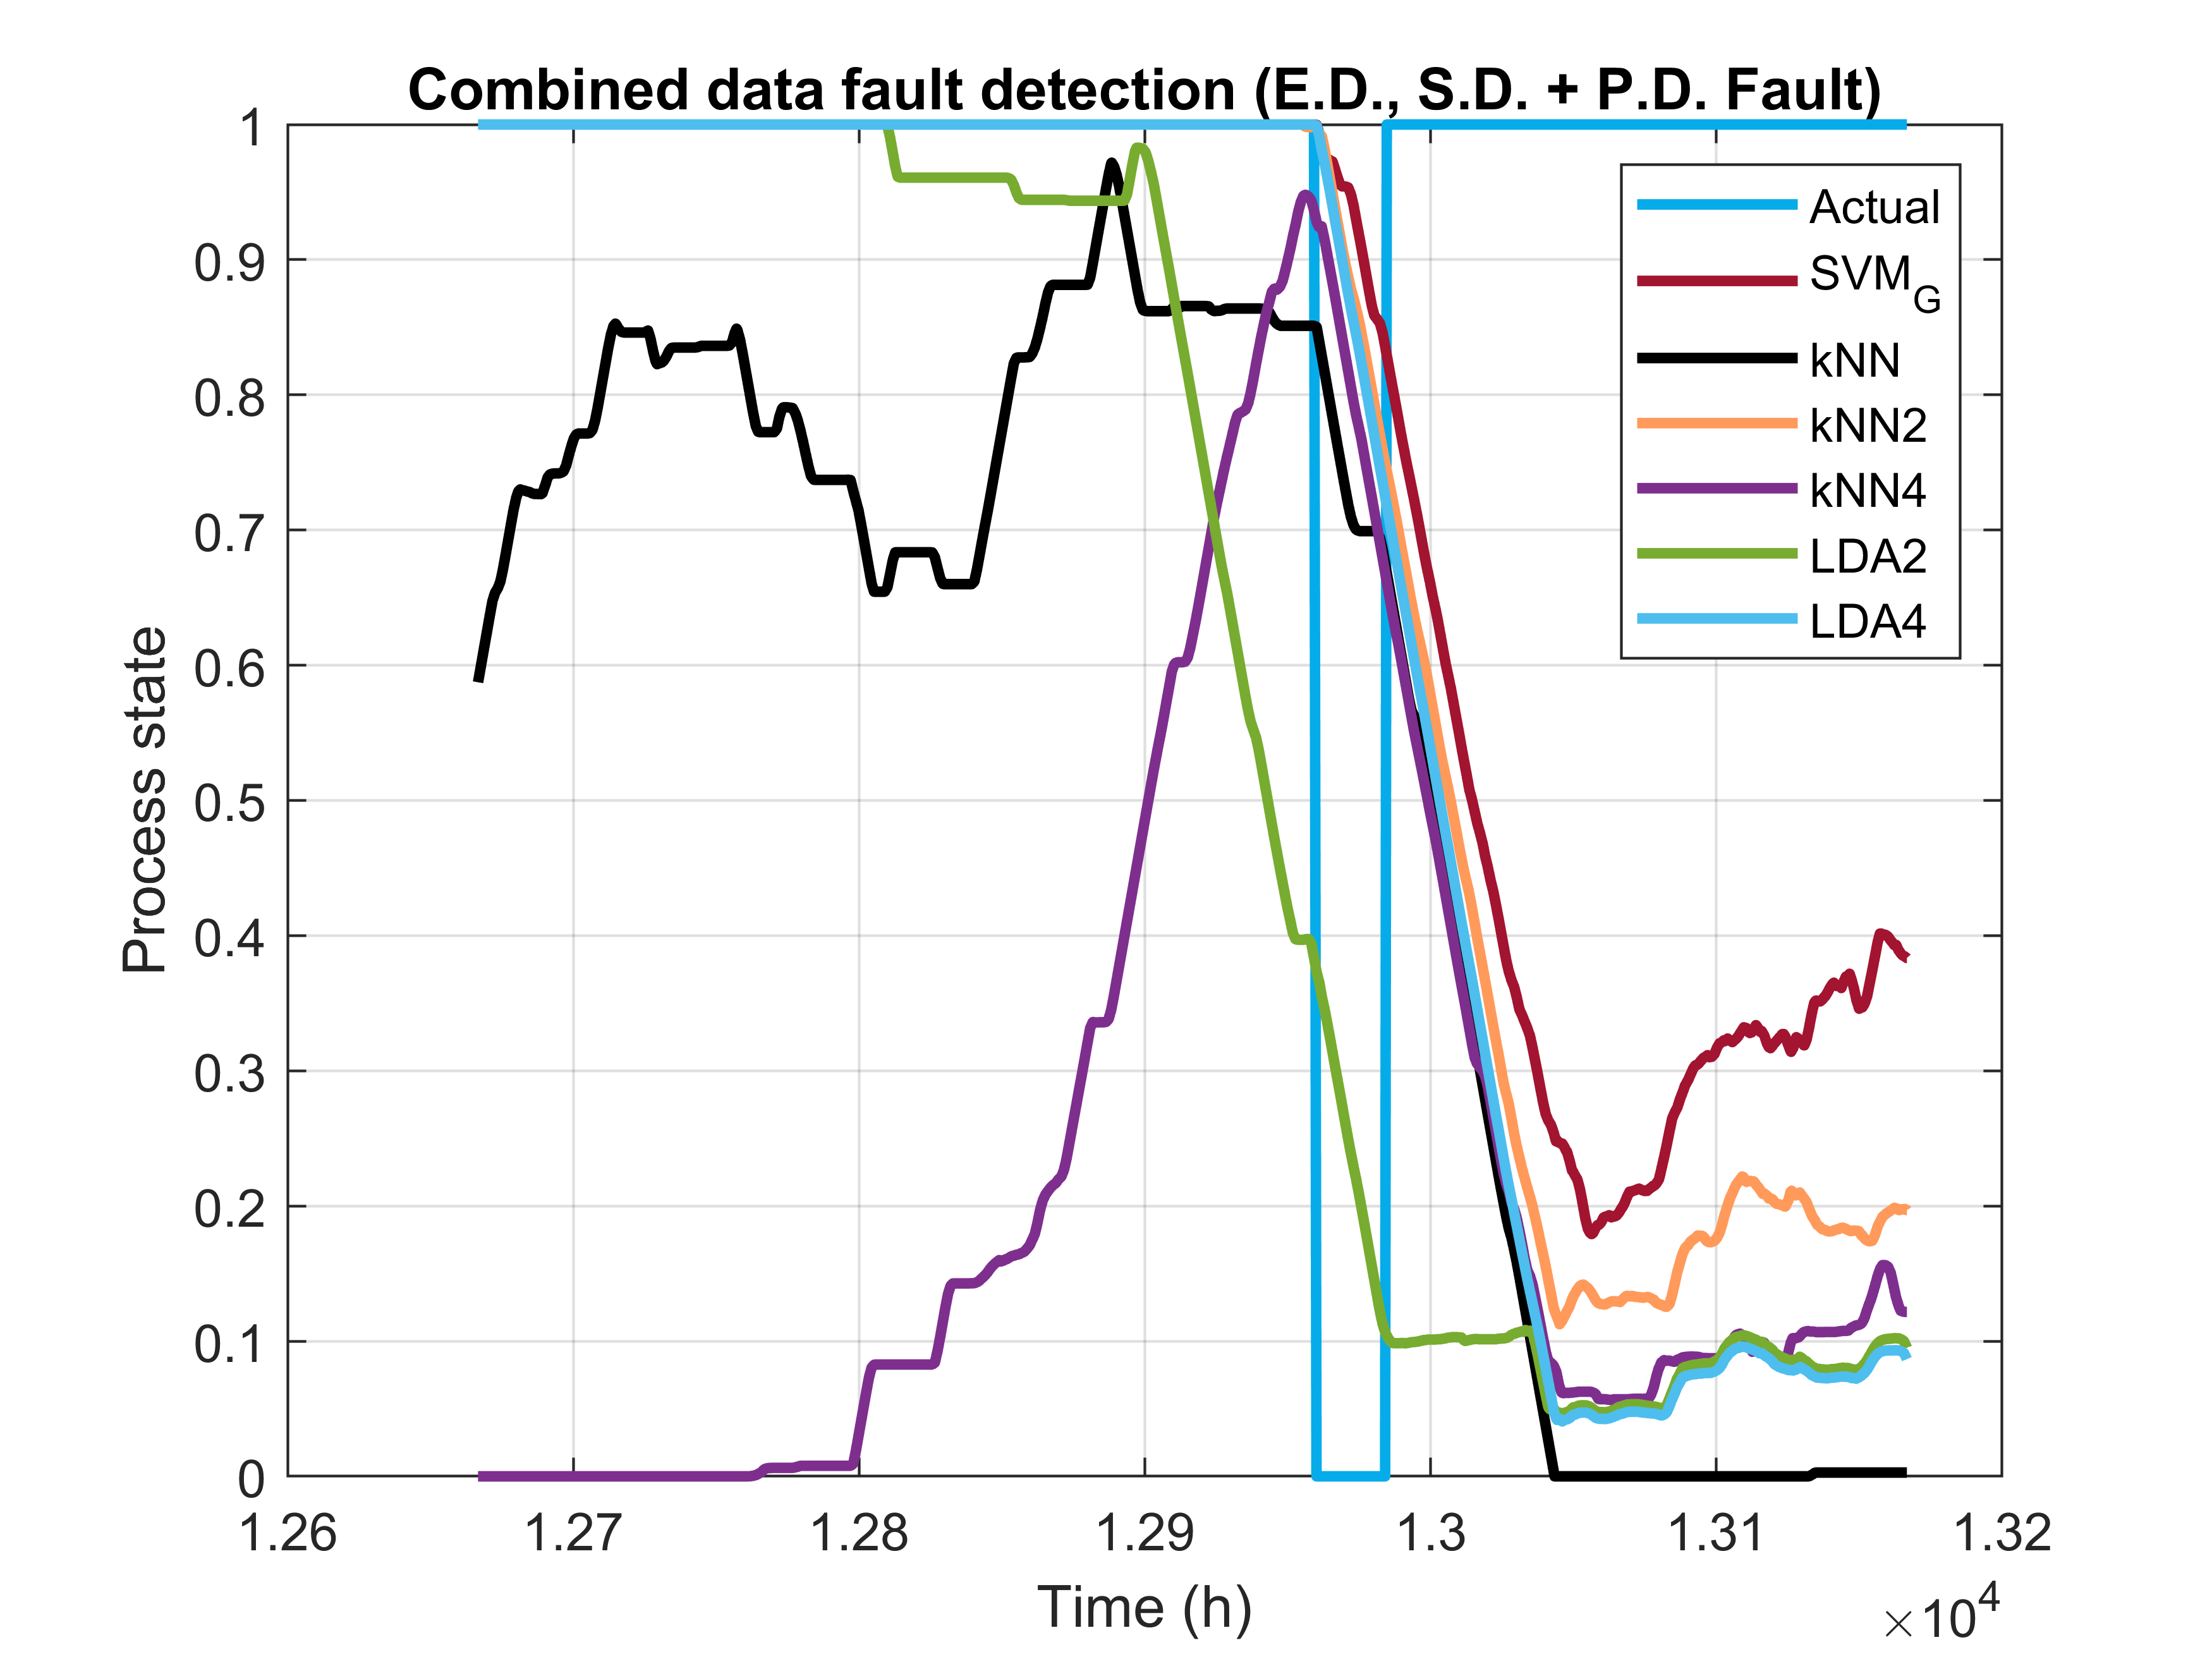 Combined data fault detection (E.D., S.D. + P.D. Fault)
1
0.9
0.8
0.7
0.6
0.5
0.4
0.3
0.2
0.1
0
Process state
Actual
SVM_G
kNN
kNN2
kNN4
LDA2
LDA4
1.26 1.27 1.28 1.29 1.3 1.31 1.32
Time (h)
×10^4